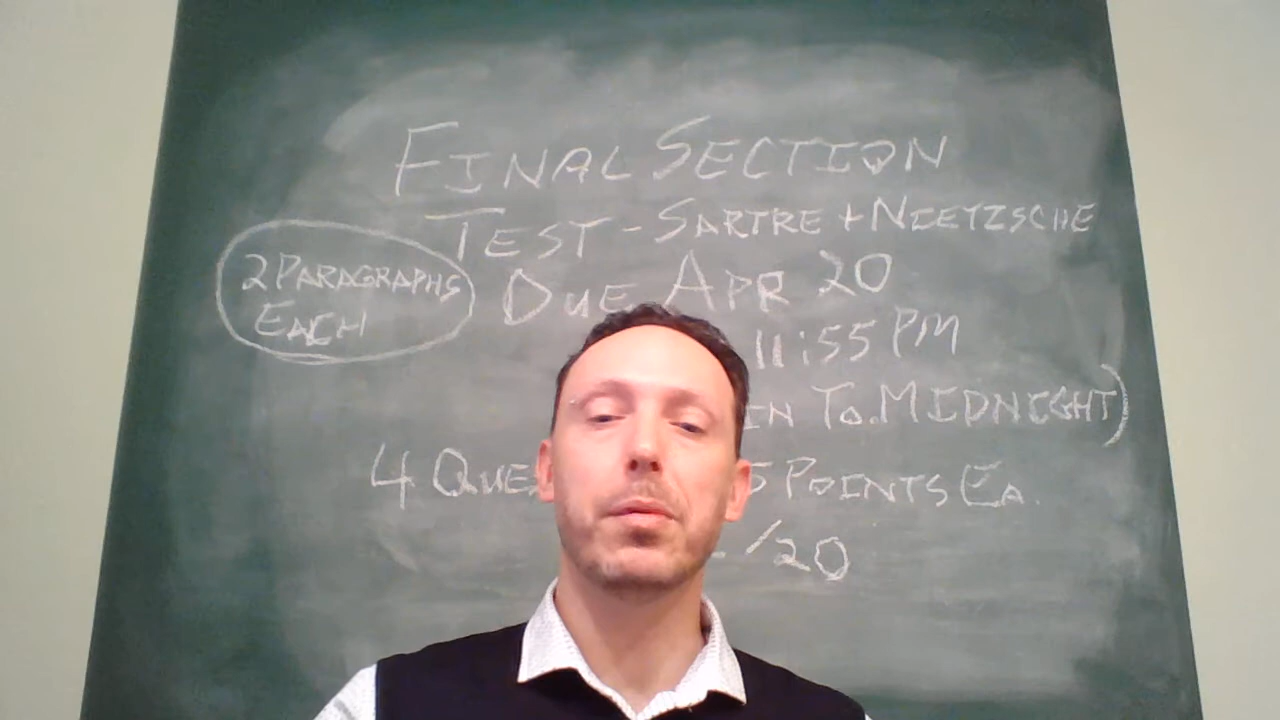 FINAL SECTION
TEST - SARTRE + NIETZSCHE
2 PARAGRAPHS
EACH
DUE APR 20
11:55 PM
TO MIDNIGHT)
4 5 POINTS EA.
/20